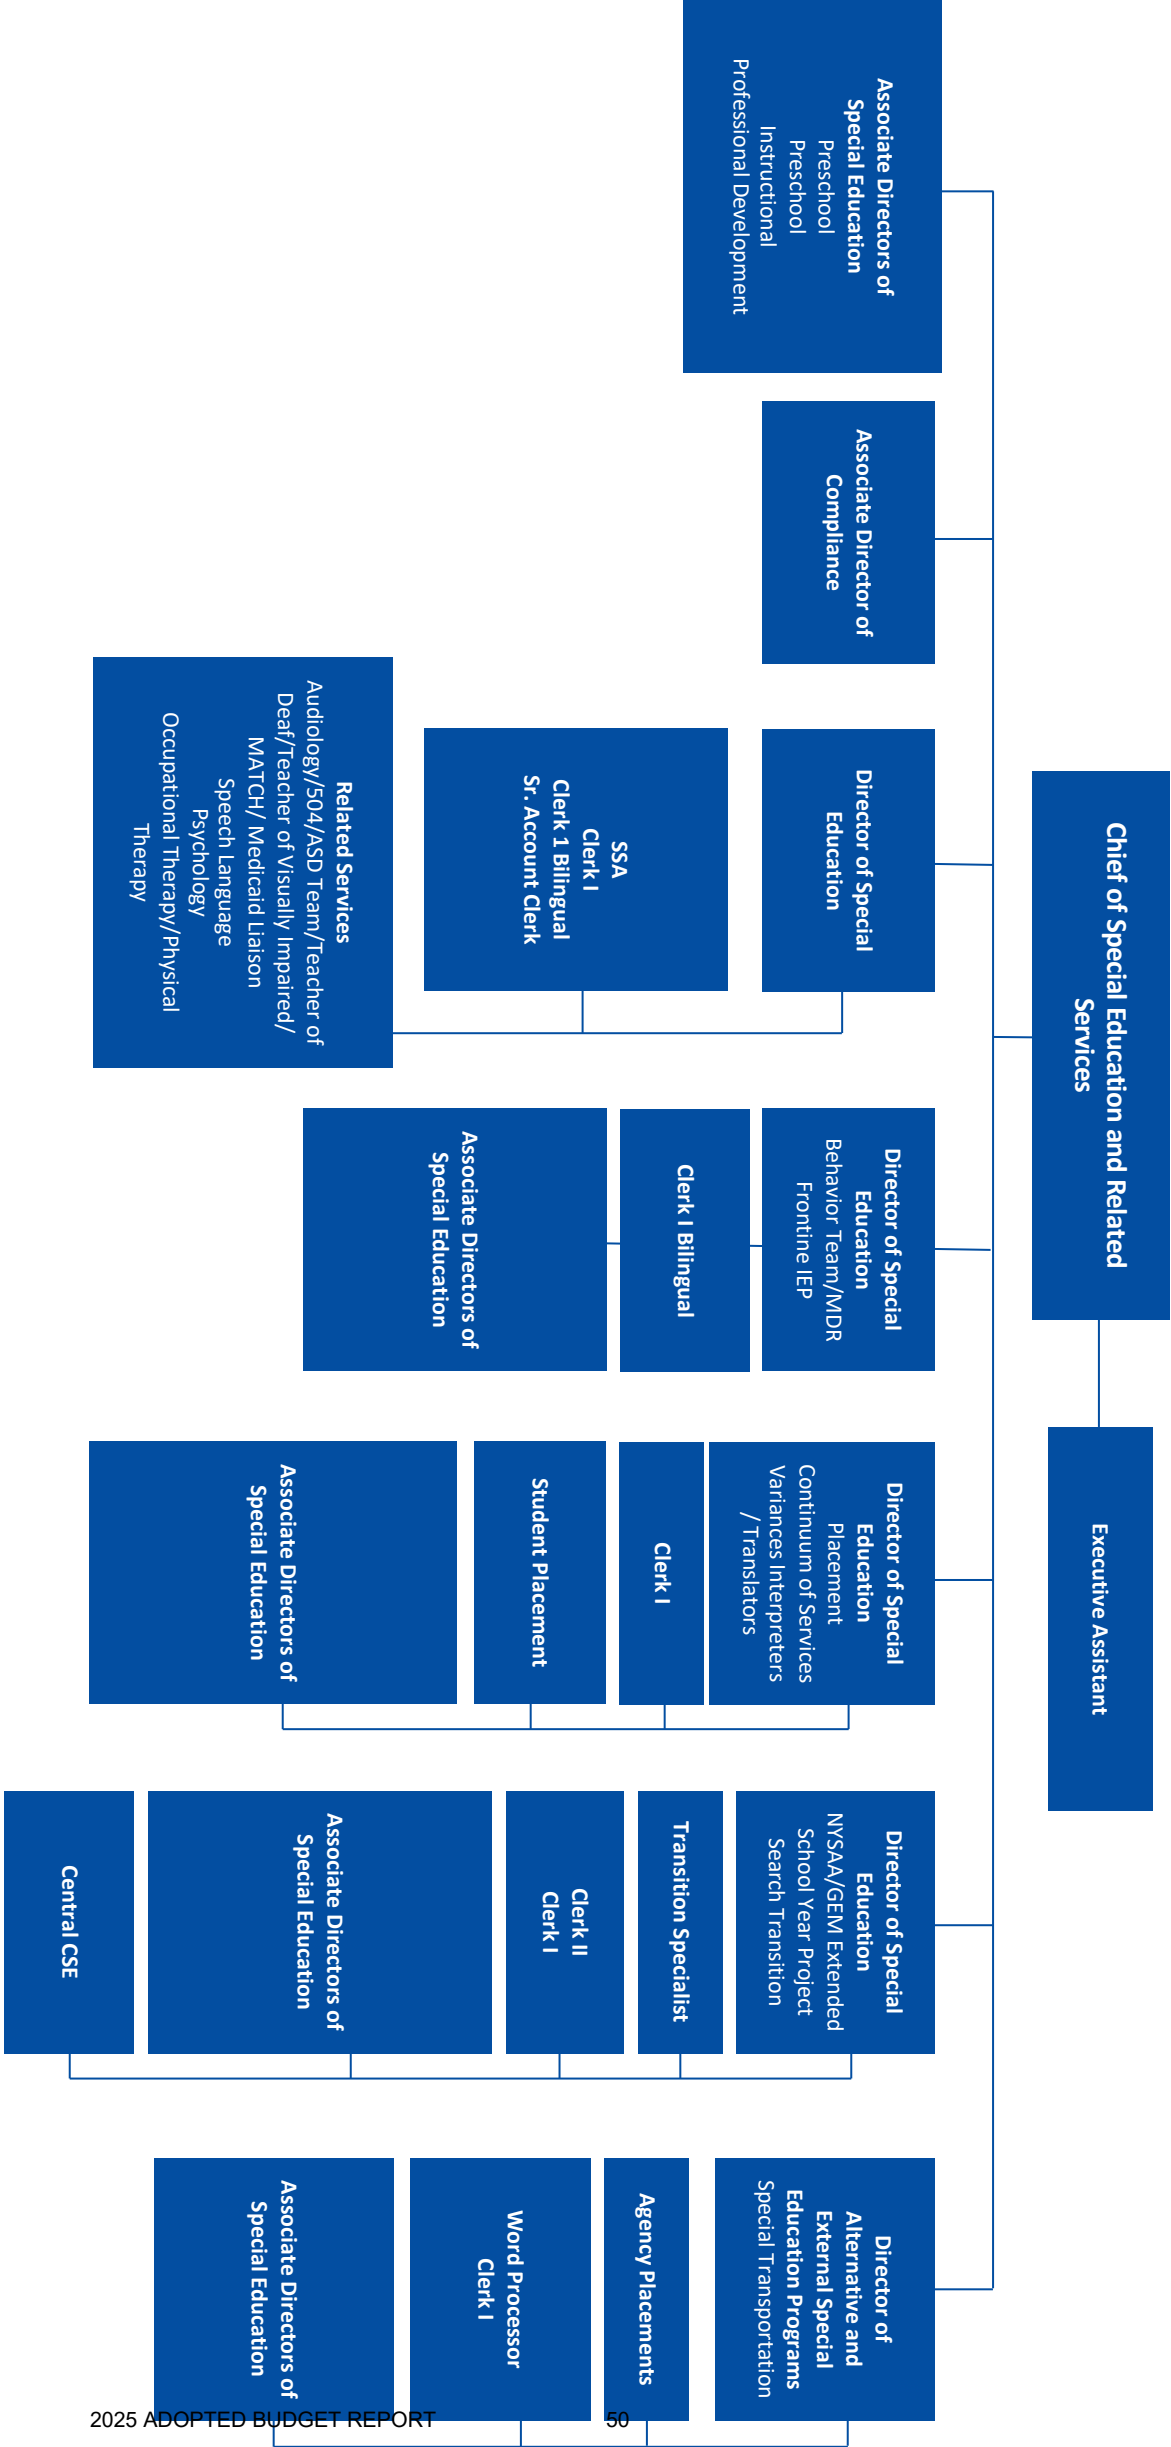 Chief of Special Education and Related
Services
Executive Assistant
Associate Directors of
Special Education
Preschool
Preschool
Instructional
Professional Development
Associate Director of
Compliance
Director of Special
Education
SSA
Clerk I
Clerk 1 Bilingual
Sr. Account Clerk
Related Services
Audiology/504/ASD Team/Teacher of
Deaf/Teacher of Visually Impaired/
MATCH/ Medicaid Liaison
Speech Language
Psychology
Occupational Therapy/Physical
Therapy
Director of Special
Education
Behavior Team/MDR
Frontine IEP
Clerk I Bilingual
Associate Directors of
Special Education
Director of Special
Education
Placement
Continuum of Services
Variances Interpreters
/ Translators
Clerk I
Student Placement
Associate Directors of
Special Education
Director of Special
Education
NYSAA/GEM Extended
School Year Project
Search Transition
Transition Specialist
Clerk II
Clerk I
Associate Directors of
Special Education
Central CSE
Director of
Alternative and
External Special
Education Programs
Special Transportation
Agency Placements
Word Processor
Clerk I
Associate Directors of
Special Education
2025 ADOPTED BUDGET REPORT 50